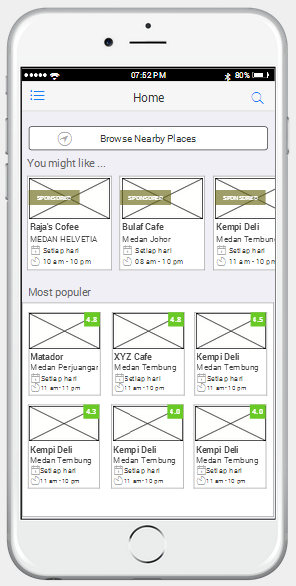 07:52 PM
80%
Home
Browse Nearby Places
You might like ...
SPONSORED
SPONSORED
SPONSORED
Raja's Cofee
MEDAN HELVETIA
Setiap hari
10 am - 10 pm
Bulaf Cafe
Medan Johor
Setiap hari
08 am - 10 pm
Kempi Deli
Medan Tembung
Setiap hari
11 am - 10 pm
Most populer
4.8
Matador
Medan Perjuangan
Setiap hari
11 am - 11 pm
4.8
XYZ Cafe
Medan Tembung
Setiap hari
11 am - 10 pm
4.5
Kempi Deli
Medan Tembung
Setiap hari
11 am - 10 pm
4.3
Kempi Deli
Medan Tembung
Setiap hari
11 am - 10 pm
Kempi Deli
Medan Tembung
Setiap hari
11 am - 10 pm
Kempi Deli
Medan Tembung
Setiap hari
11 am - 10 pm